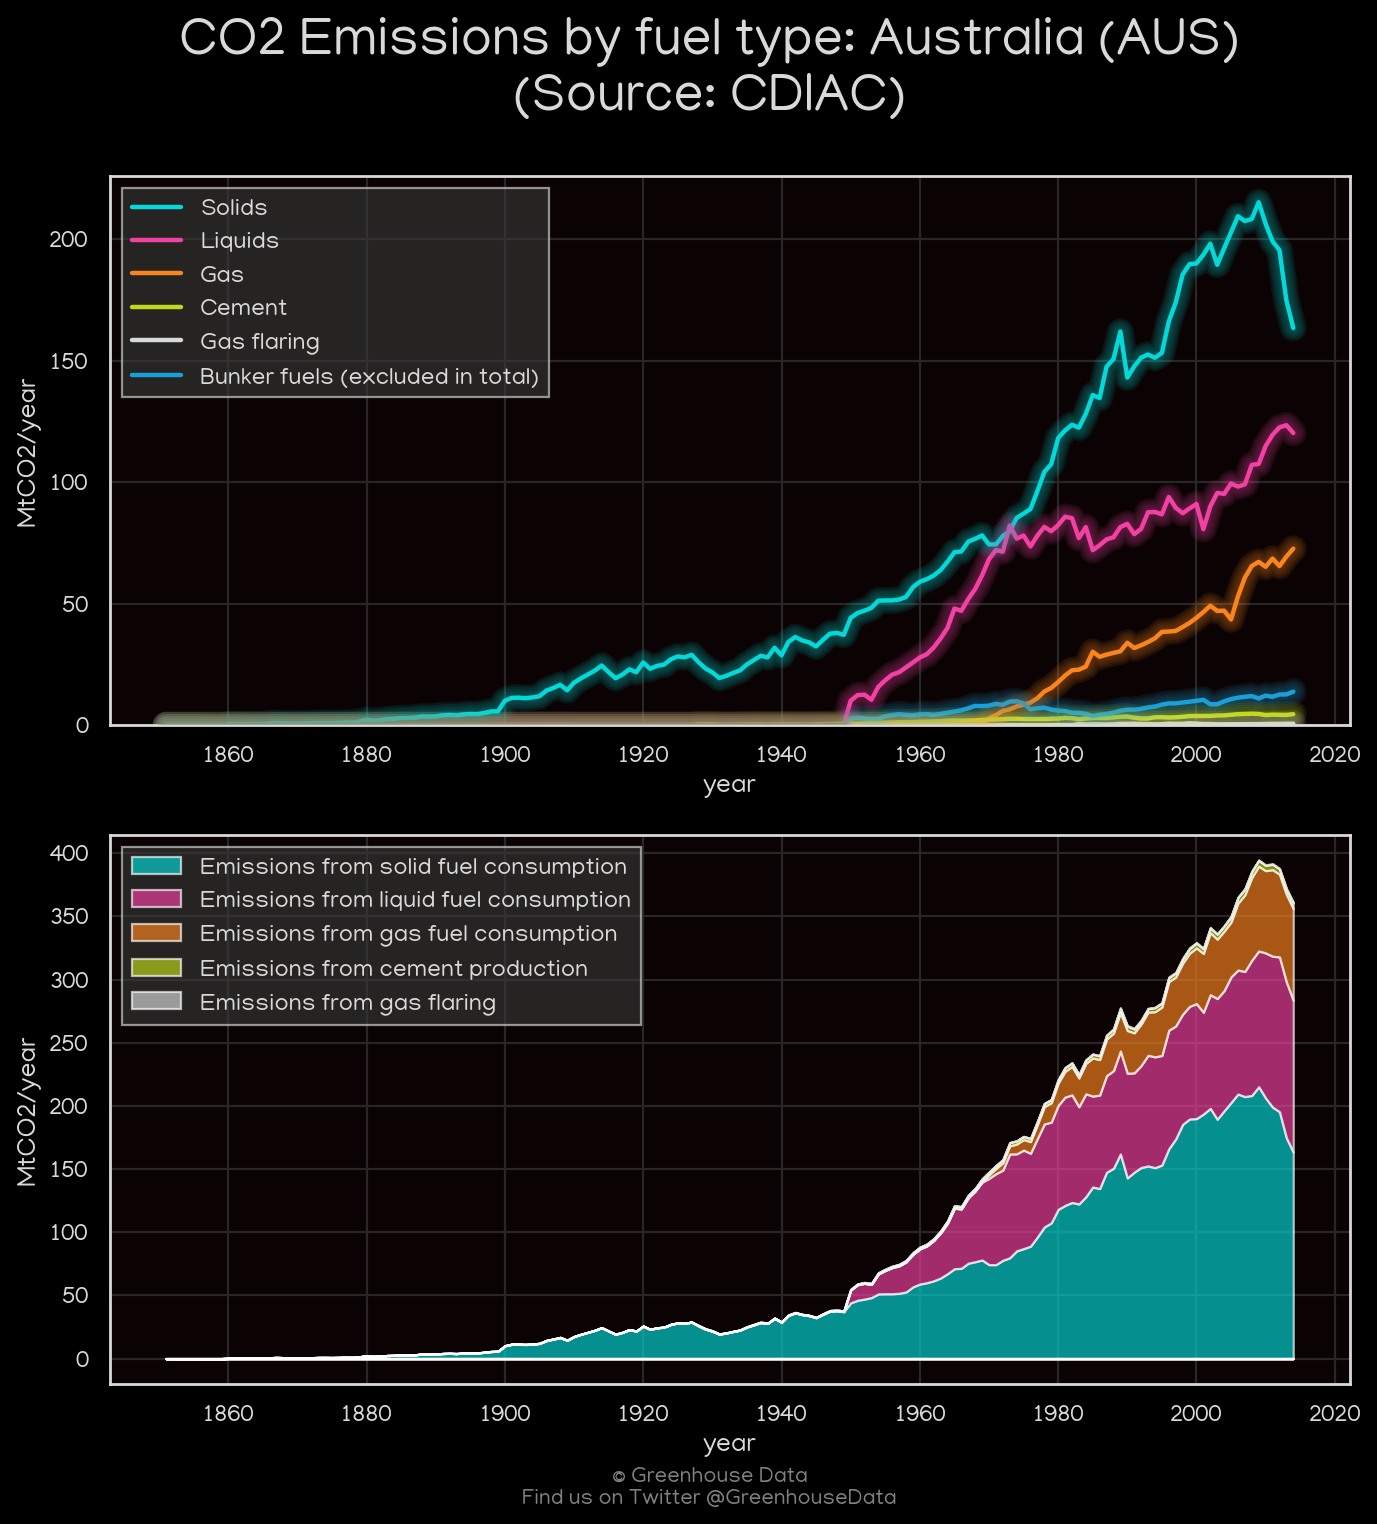 CO2 Emissions by fuel type: Australia (AUS)
(Source: CDIAC)
Solids
Liquids
Gas
Cement
Gas flaring
Bunker fuels (excluded in total)
MtCO2/year
200
150
100
50
0
1860 1880 1900 1920 1940 1960 1980 2000 2020
year
Emissions from solid fuel consumption
Emissions from liquid fuel consumption
Emissions from gas fuel consumption
Emissions from cement production
Emissions from gas flaring
MtCO2/year
400
350
300
250
200
150
100
50
0
1860 1880 1900 1920 1940 1960 1980 2000 2020
year
© Greenhouse Data
Find us on Twitter @GreenhouseData